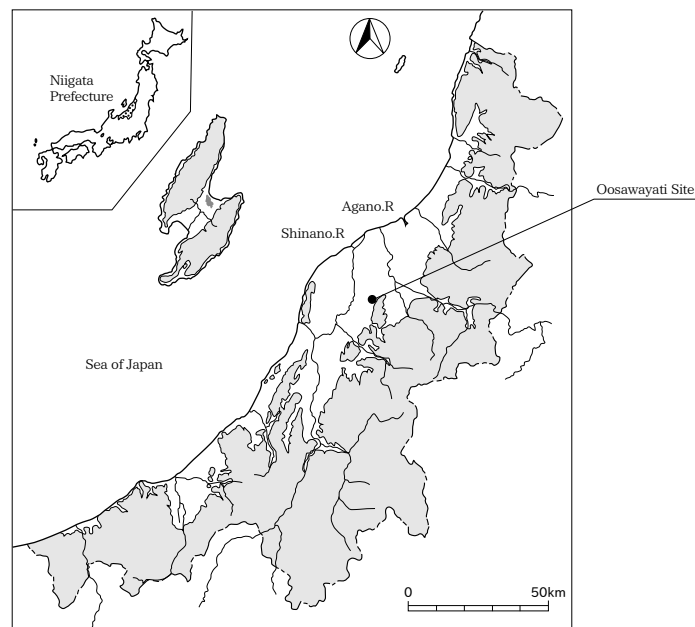 Niigata
Prefecture
Oosawayati Site
Agano.R
Shinano.R
Sea of Japan
0
50km